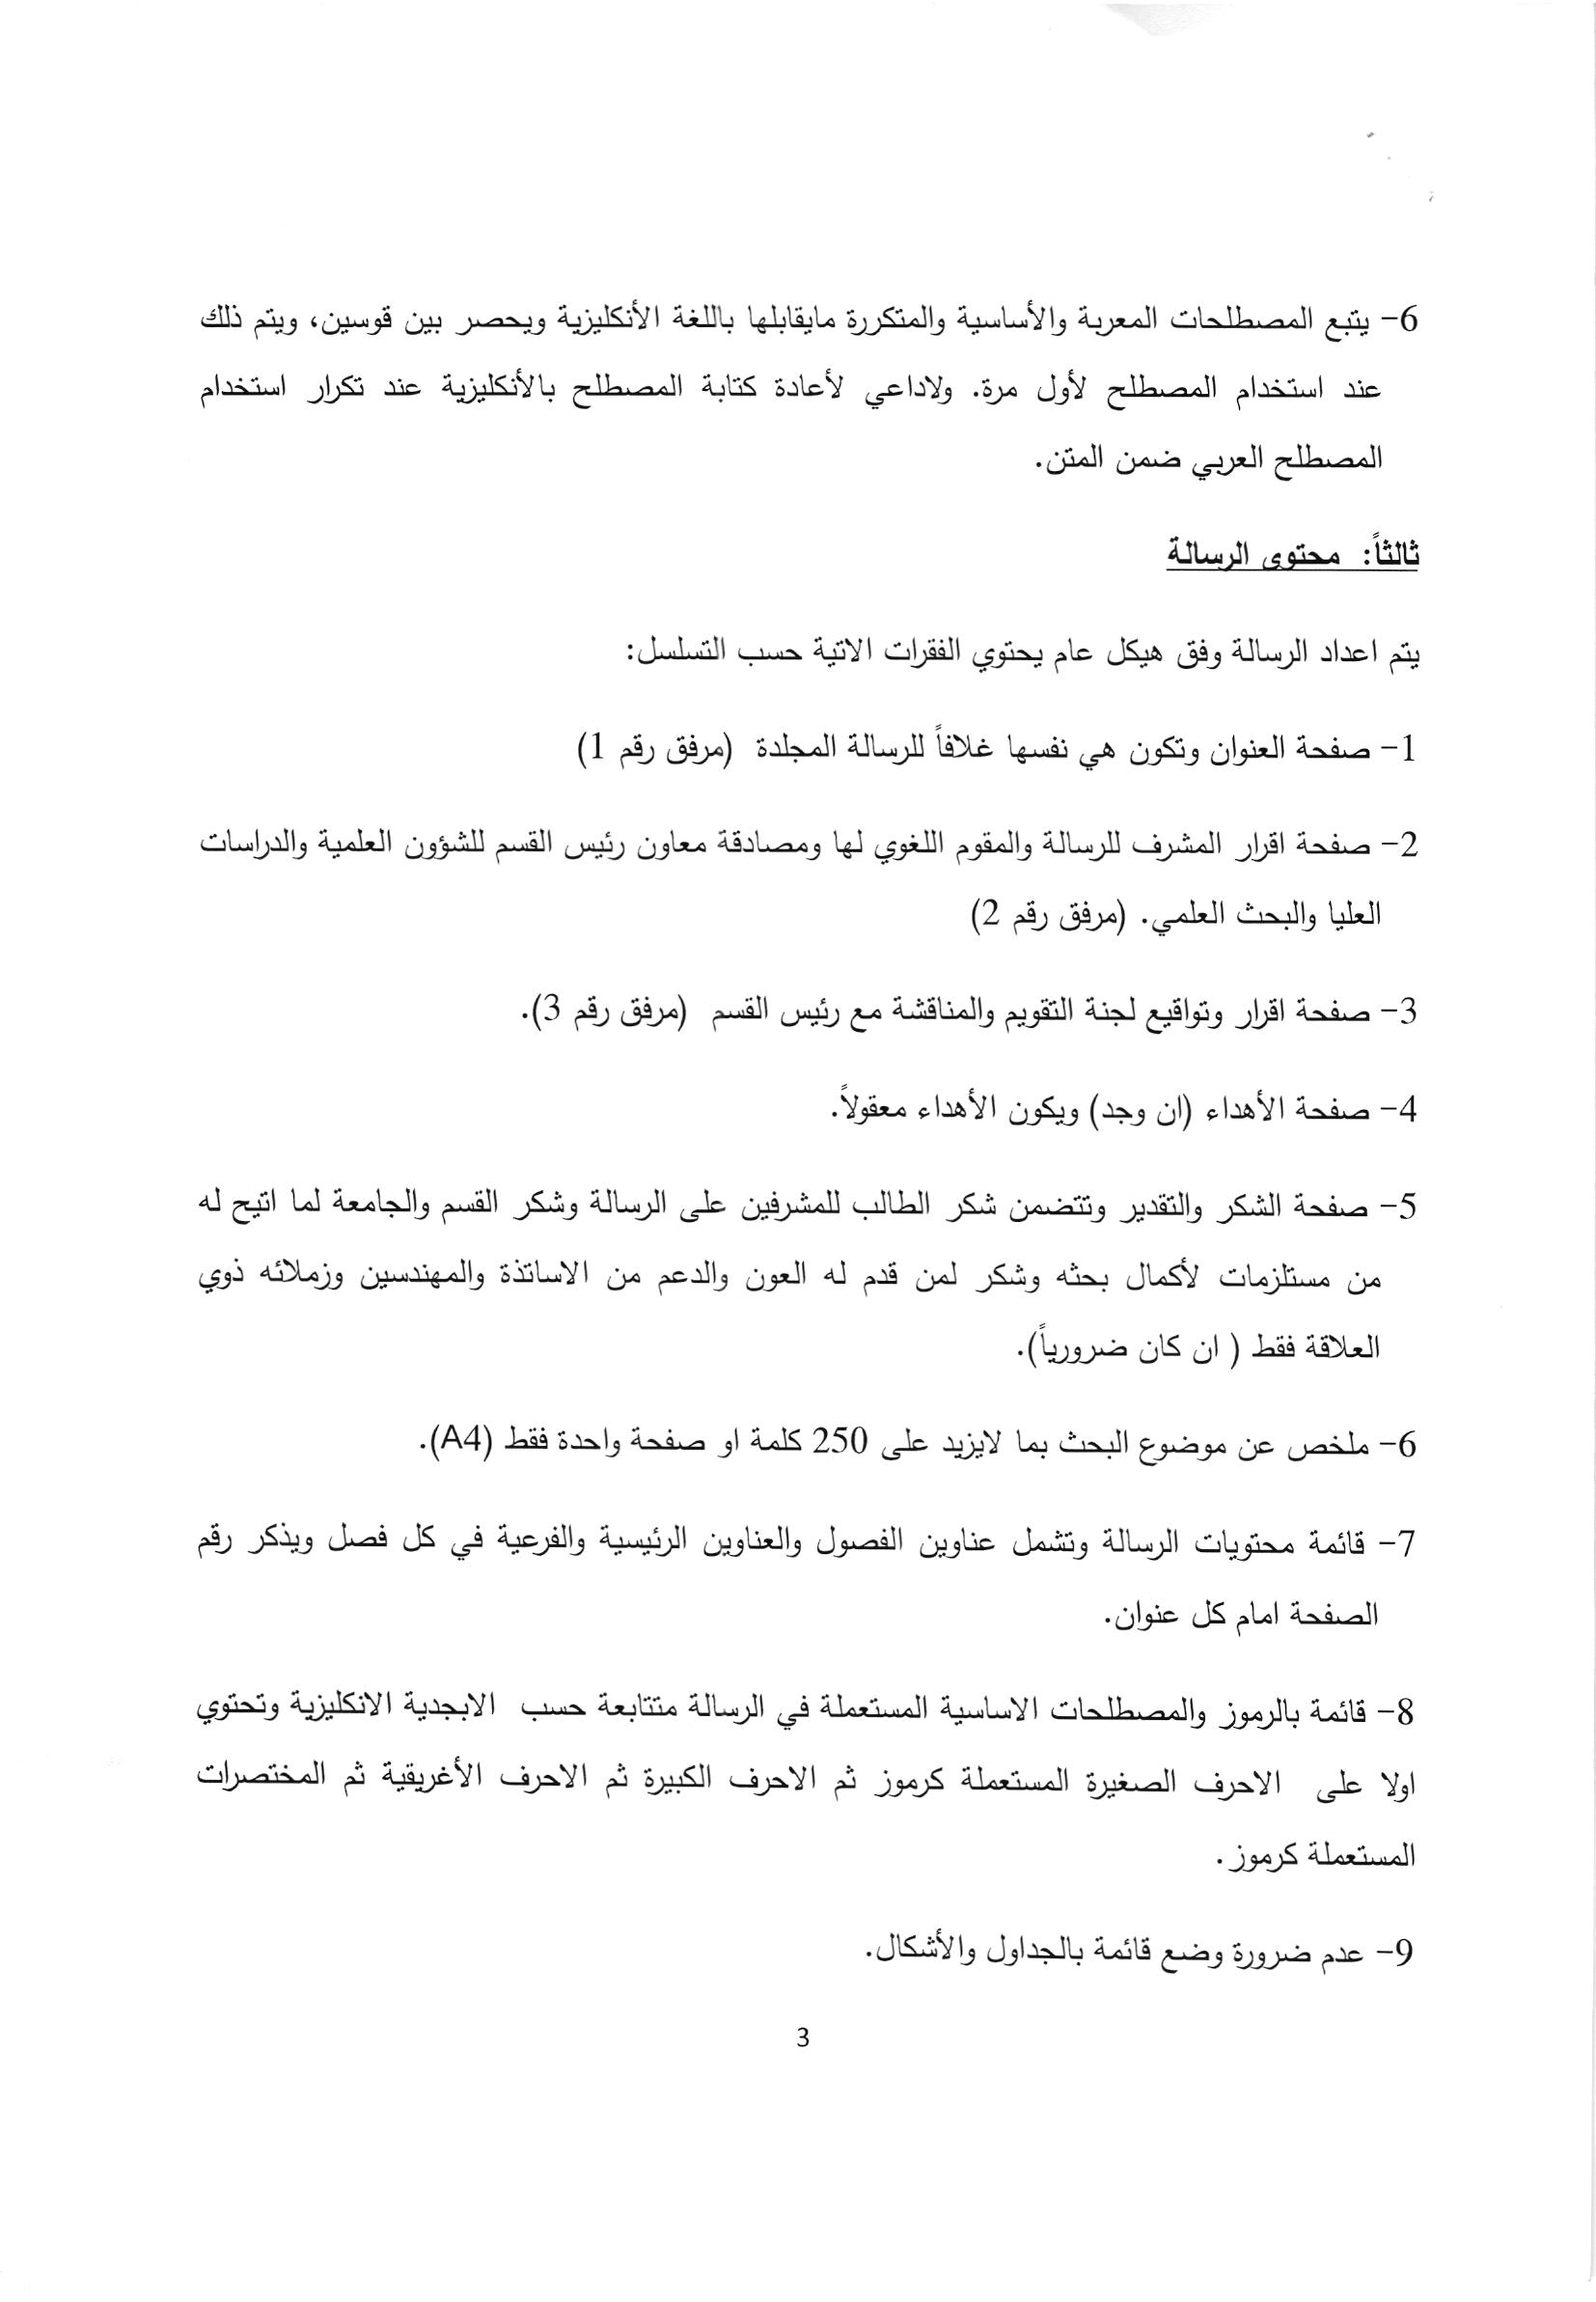 6- يتبع المصطلحات المعربة والأساسية والمتكررة مايقابلها باللغة الأنكليزية ويحصر بين قوسين، ويتم ذلك
عند استخدام المصطلح لأول مرة. ولاداعي لأعادة كتابة المصطلح بالأنكليزية عند تكرار استخدام
المصطلح العربي ضمن المتن.
ثالثاً: محتوى الرسالة
يتم اعداد الرسالة وفق هيكل عام يحتوي الفقرات الاتية حسب التسلسل:
1- صفحة العنوان وتكون هي نفسها غلافاً للرسالة المجلدة (مرفق رقم 1)
2- صفحة اقرار المشرف للرسالة والمقوم اللغوي لها ومصادقة معاون رئيس القسم للشؤون العلمية والدراسات
العليا والبحث العلمي. (مرفق رقم 2)
3- صفحة اقرار وتواقيع لجنة التقويم والمناقشة مع رئيس القسم (مرفق رقم 3).
4- صفحة الأهداء (ان وجد) ويكون الأهداء معقولاً.
5- صفحة الشكر والتقدير وتتضمن شكر الطالب للمشرفين على الرسالة وشكر القسم والجامعة لما اتيح له
من مستلزمات لأكمال بحثه وشكر لمن قدم له العون والدعم من الاساتذة والمهندسين وزملائه ذوي
العلاقة فقط ( ان كان ضرورياً).
6- ملخص عن موضوع البحث بما لايزيد على 250 كلمة او صفحة واحدة فقط (A4).
7- قائمة محتويات الرسالة وتشمل عناوين الفصول والعناوين الرئيسية والفرعية في كل فصل ويذكر رقم
الصفحة امام كل عنوان.
8- قائمة بالرموز والمصطلحات الاساسية المستعملة في الرسالة متتابعة حسب الابجدية الانكليزية وتحتوي
اولا على الاحرف الصغيرة المستعملة كرموز ثم الاحرف الكبيرة ثم الاحرف الأغريقية ثم المختصرات
المستعملة كرموز.
9- عدم ضرورة وضع قائمة بالجداول والأشكال.
3